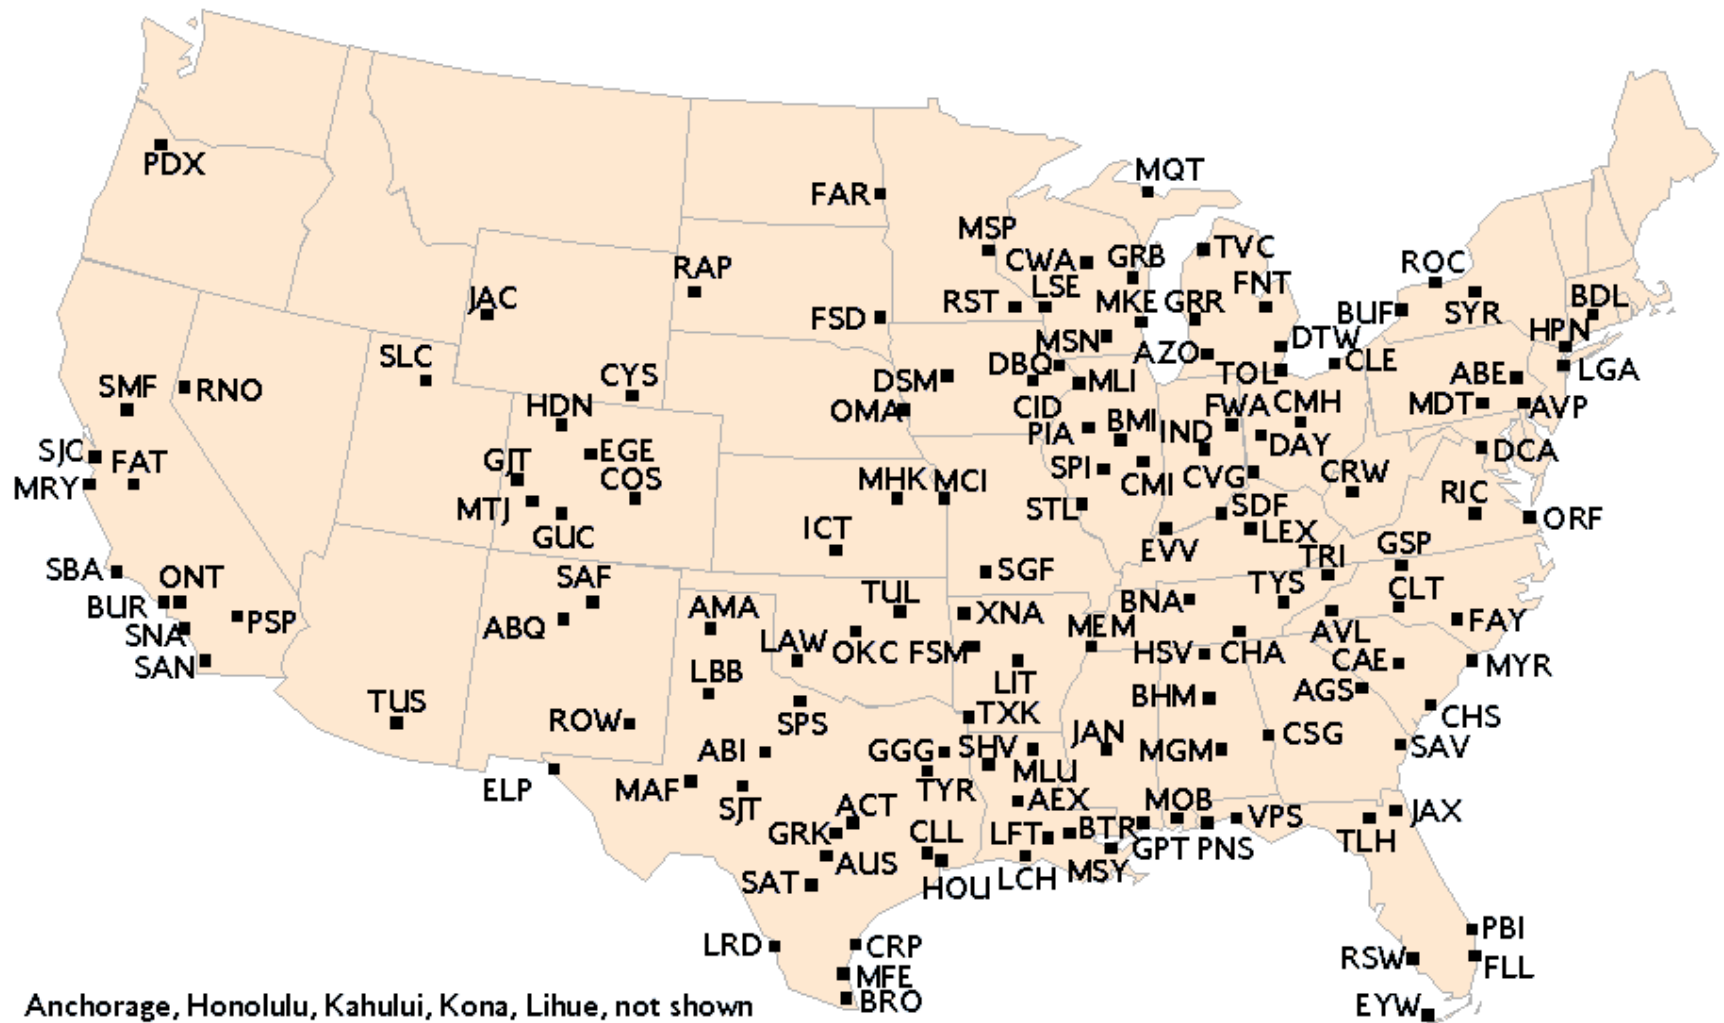 MQT
PDX
FAR
MSP
TVC
CWA
GRB
ROC
RAP
FNT
JAC
LSE
BDL
RST
MKE
GRR
BUF
SYR
FSD
HPN
MSN
DTW
SLC
AZO
CLE
DBQ
LGA
CYS
DSM
MLI
TOL
ABE
SMF
RNO
HDN
OMA
CID
FWA
CMH
MDT
AVP
BMI
PIA
IND
SJC
FAT
GJT
EGE
DAY
DCA
SPI
CRW
MRY
COS
MHK
MCI
CMI
CVG
RIC
MTJ
STL
SDF
ORF
ICT
LEX
GUC
EVV
GSP
TRI
SBA
ONT
SAF
SGF
TYS
CLT
TUL
BNA
BUR
PSP
AMA
XNA
FAY
SNA
ABQ
MEM
AVL
LAW
OKC
FSM
HSV
CHA
CAE
MYR
SAN
LBB
LIT
AGS
BHM
TUS
ROW
SPS
TXK
CHS
JAN
CSG
ABI
GGG
SHV
MGM
SAV
MLU
ELP
MAF
TYR
SJT
ACT
AEX
MOB
JAX
VPS
GRK
CLL
LFT
BTR
TLH
GPT
PNS
AUS
MSY
SAT
HOU
LCH
PBI
LRD
CRP
RSW
FLL
MFE
BRO
EYW
Anchorage, Honolulu, Kahului, Kona, Lihue, not shown